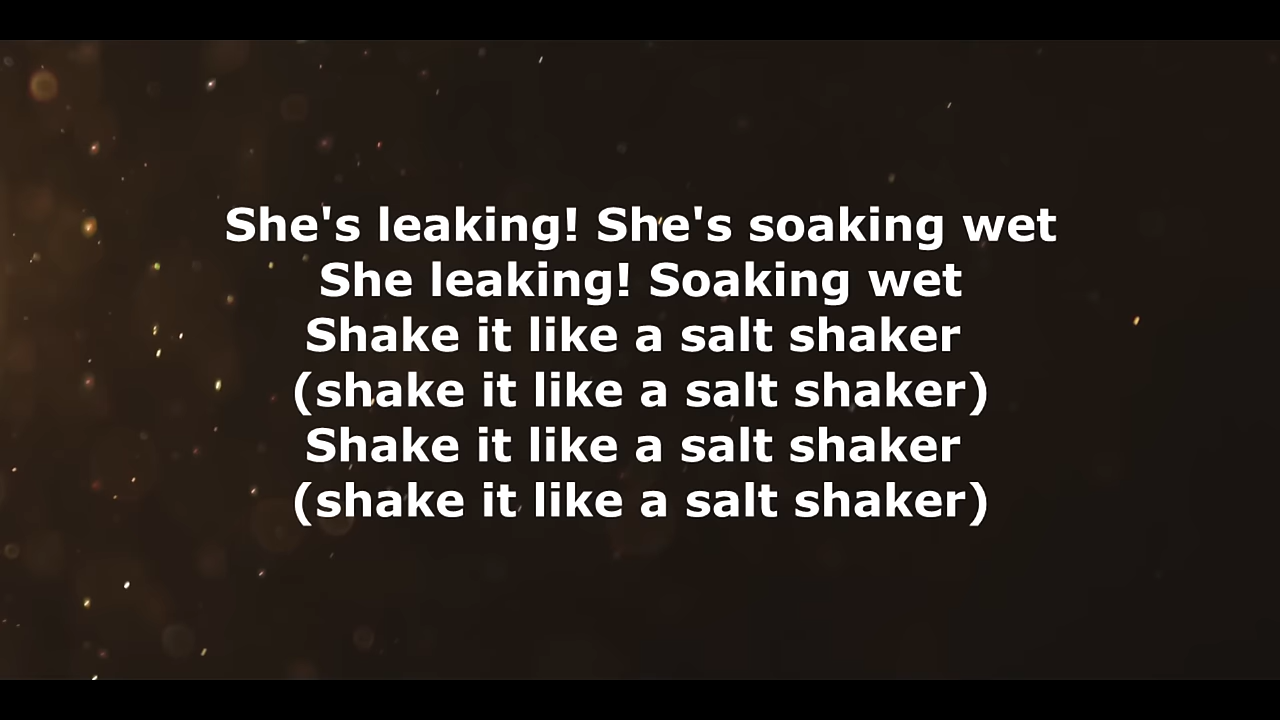 She's leaking! She's soaking wet
She leaking! Soaking wet
Shake it like a salt shaker
(shake it like a salt shaker)
Shake it like a salt shaker
(shake it like a salt shaker)